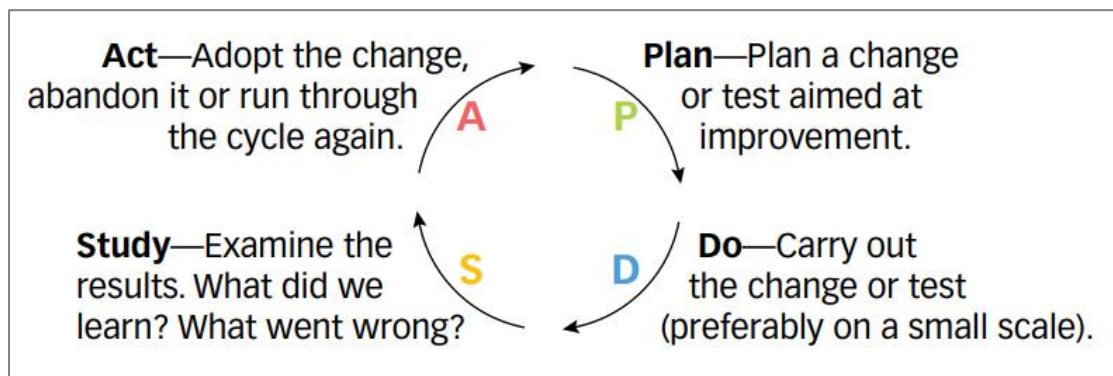 Act—Adopt the change,
abandon it or run through
the cycle again.
A
P
Plan—Plan a change
or test aimed at
improvement.
Study—Examine the
results. What did we
learn? What went wrong?
S
D
Do—Carry out
the change or test
(preferably on a small scale).